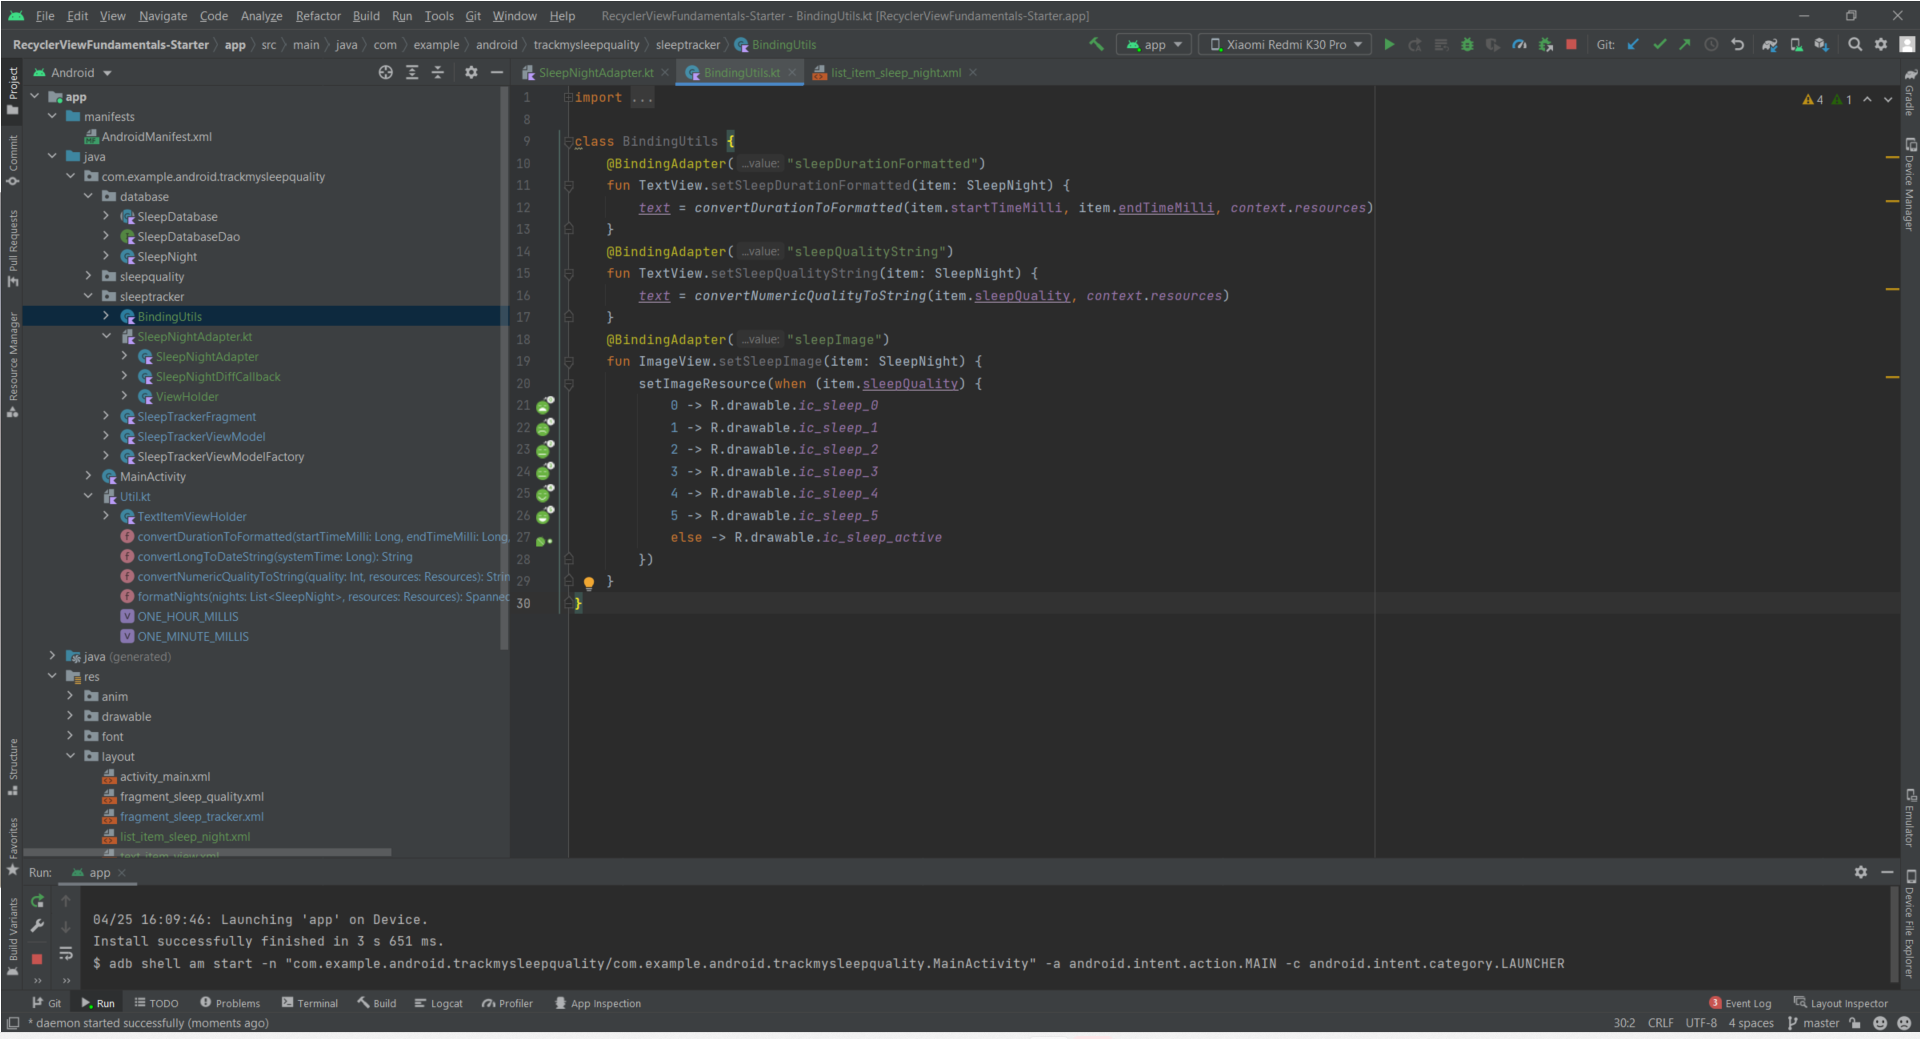 File Edit View Navigate Code Analyze Refactor Build Run Tools Git Window Help RecyclerViewFundamentals-Starter - BindingUtils.kt [RecyclerViewFundamentals-Starter.app]
RecyclerViewFundamentals-Starter app src main java com example android trackmysleepquality sleeptracker BindingUtils app Xiaomi Redmi K30 Pro Git:
Android
SleepNightAdapter.kt BindingUtils.kt list_item_sleep_night.xml
Project
Commit
Pull Requests
Resource Manager
Structure
Favorites
Build Variants
app
manifests
AndroidManifest.xml
java
com.example.android.trackmysleepquality
database
SleepDatabase
SleepDatabaseDao
SleepNight
sleepquality
sleeptracker
BindingUtils
SleepNightAdapter.kt
SleepNightAdapter
SleepNightDiffCallback
ViewHolder
SleepTrackerFragment
SleepTrackerViewModel
SleepTrackerViewModelFactory
MainActivity
Util.kt
TextItemViewHolder
convertDurationToFormatted(startTimeMilli: Long, endTimeMilli: Long,
convertLongToDateString(systemTime: Long): String
convertNumericQualityToString(quality: Int, resources: Resources): Strin
formatNights(nights: List<SleepNight>, resources: Resources): Spanned
ONE_HOUR_MILLIS
ONE_MINUTE_MILLIS
java (generated)
res
anim
drawable
font
layout
activity_main.xml
fragment_sleep_quality.xml
fragment_sleep_tracker.xml
list_item_sleep_night.xml
text_item_view.xml
1 import ...
8
9 class BindingUtils {
10 @BindingAdapter( ...value: "sleepDurationFormatted")
11 fun TextView.setSleepDurationFormatted(item: SleepNight) {
12 text = convertDurationToFormatted(item.startTimeMilli, item.endTimeMilli, context.resources)
13 }
14 @BindingAdapter( ...value: "sleepQualityString")
15 fun TextView.setSleepQualityString(item: SleepNight) {
16 text = convertNumericQualityToString(item.sleepQuality, context.resources)
17 }
18 @BindingAdapter( ...value: "sleepImage")
19 fun ImageView.setSleepImage(item: SleepNight) {
20 setImageResource(when (item.sleepQuality) {
21 0 -> R.drawable.ic_sleep_0
22 1 -> R.drawable.ic_sleep_1
23 2 -> R.drawable.ic_sleep_2
24 3 -> R.drawable.ic_sleep_3
25 4 -> R.drawable.ic_sleep_4
26 5 -> R.drawable.ic_sleep_5
27 else -> R.drawable.ic_sleep_active
28 })
29 }
30 }
4 1
Gradle
Device Manager
Emulator
Device File Explorer
Run: app
04/25 16:09:46: Launching 'app' on Device.
Install successfully finished in 3 s 651 ms.
$ adb shell am start -n "com.example.android.trackmysleepquality/com.example.android.trackmysleepquality.MainActivity" -a android.intent.action.MAIN -c android.intent.category.LAUNCHER
Git Run TODO Problems Terminal Build Logcat Profiler App Inspection 3 Event Log Layout Inspector
* daemon started successfully (moments ago) 30:2 CRLF UTF-8 4 spaces master